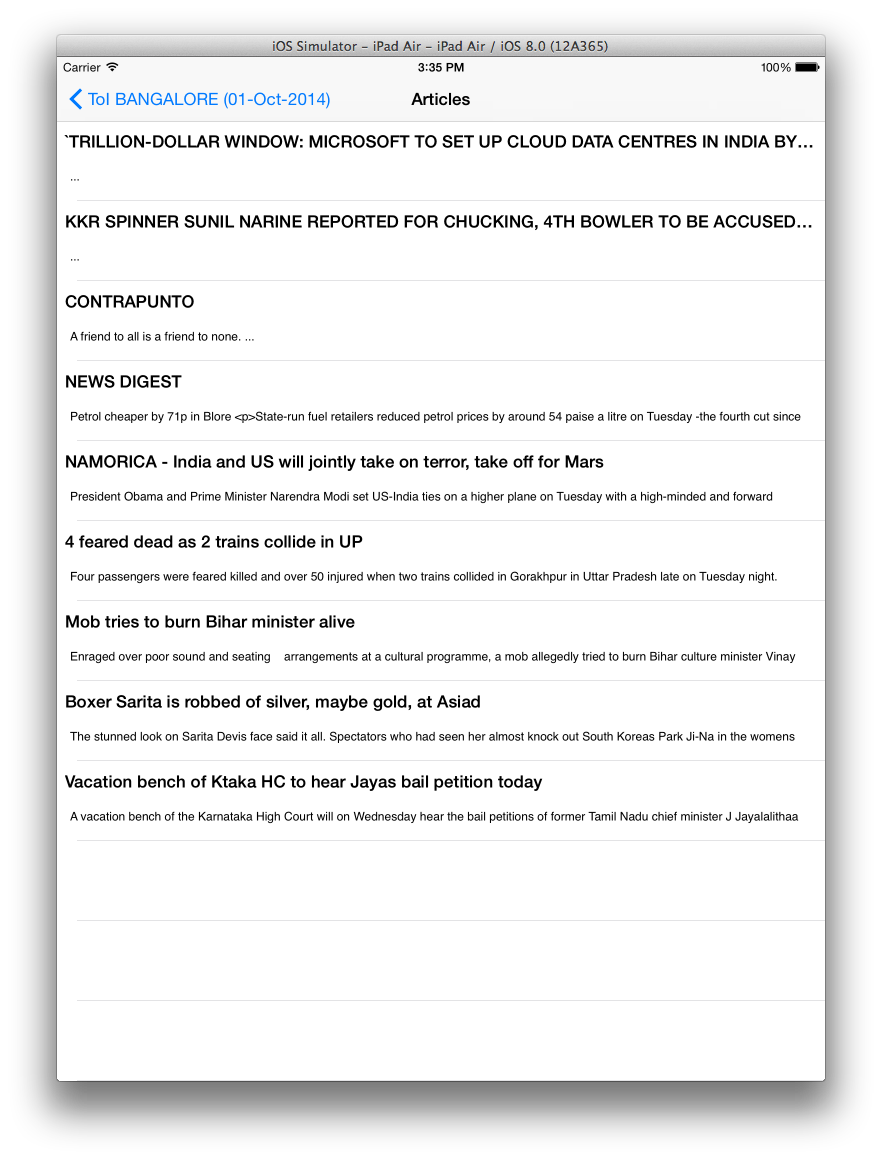 iOS Simulator – iPad Air – iPad Air / iOS 8.0 (12A365)
Carrier 3:35 PM 100%
ToI BANGALORE (01-Oct-2014) Articles
`TRILLION-DOLLAR WINDOW: MICROSOFT TO SET UP CLOUD DATA CENTRES IN INDIA BY…
...
KKR SPINNER SUNIL NARINE REPORTED FOR CHUCKING, 4TH BOWLER TO BE ACCUSED…
...
CONTRAPUNTO
A friend to all is a friend to none. ...
NEWS DIGEST
Petrol cheaper by 71p in Blore <p>State-run fuel retailers reduced petrol prices by around 54 paise a litre on Tuesday -the fourth cut since
NAMORICA - India and US will jointly take on terror, take off for Mars
President Obama and Prime Minister Narendra Modi set US-India ties on a higher plane on Tuesday with a high-minded and forward
4 feared dead as 2 trains collide in UP
Four passengers were feared killed and over 50 injured when two trains collided in Gorakhpur in Uttar Pradesh late on Tuesday night.
Mob tries to burn Bihar minister alive
Enraged over poor sound and seating    arrangements at a cultural programme, a mob allegedly tried to burn Bihar culture minister Vinay
Boxer Sarita is robbed of silver, maybe gold, at Asiad
The stunned look on Sarita Devis face said it all. Spectators who had seen her almost knock out South Koreas Park Ji-Na in the womens
Vacation bench of Ktaka HC to hear Jayas bail petition today
A vacation bench of the Karnataka High Court will on Wednesday hear the bail petitions of former Tamil Nadu chief minister J Jayalalithaa